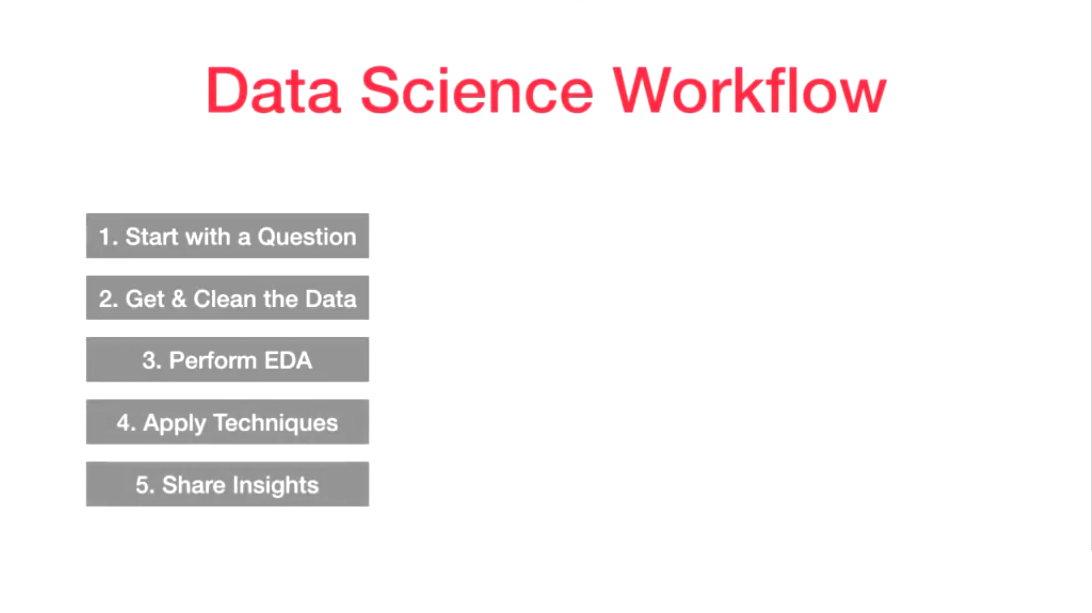 Data Science Workflow
1. Start with a Question
2. Get & Clean the Data
3. Perform EDA
4. Apply Techniques
5. Share Insights